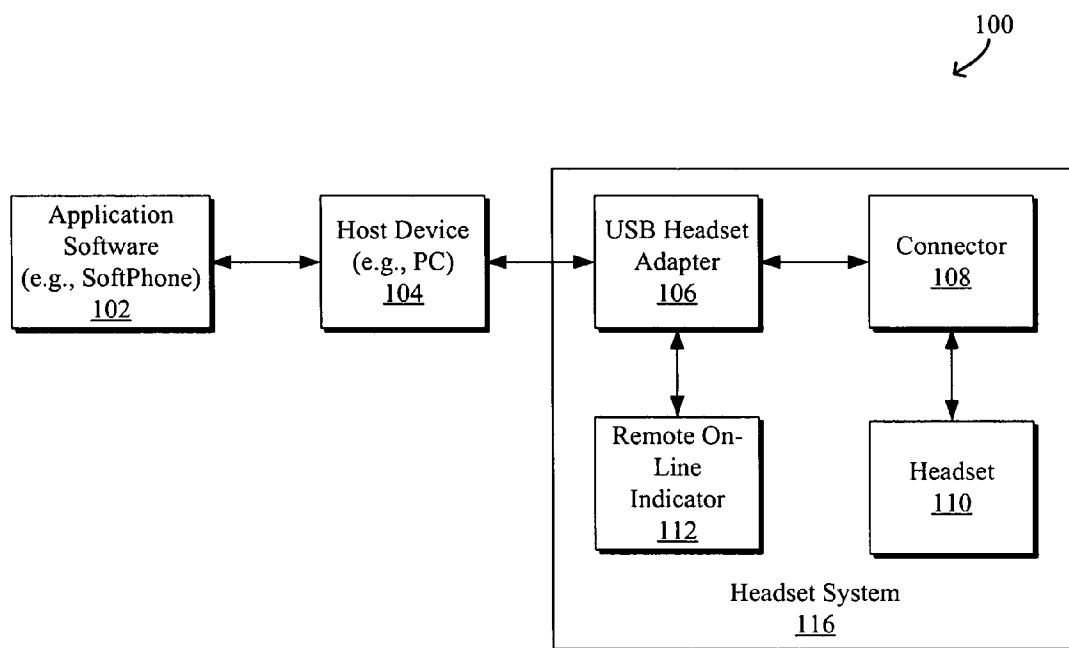 100
Application
Software
(e.g., SoftPhone)
102
Host Device
(e.g., PC)
104
USB Headset
Adapter
106
Connector
108
Remote On-
Line
Indicator
112
Headset
110
Headset System
116